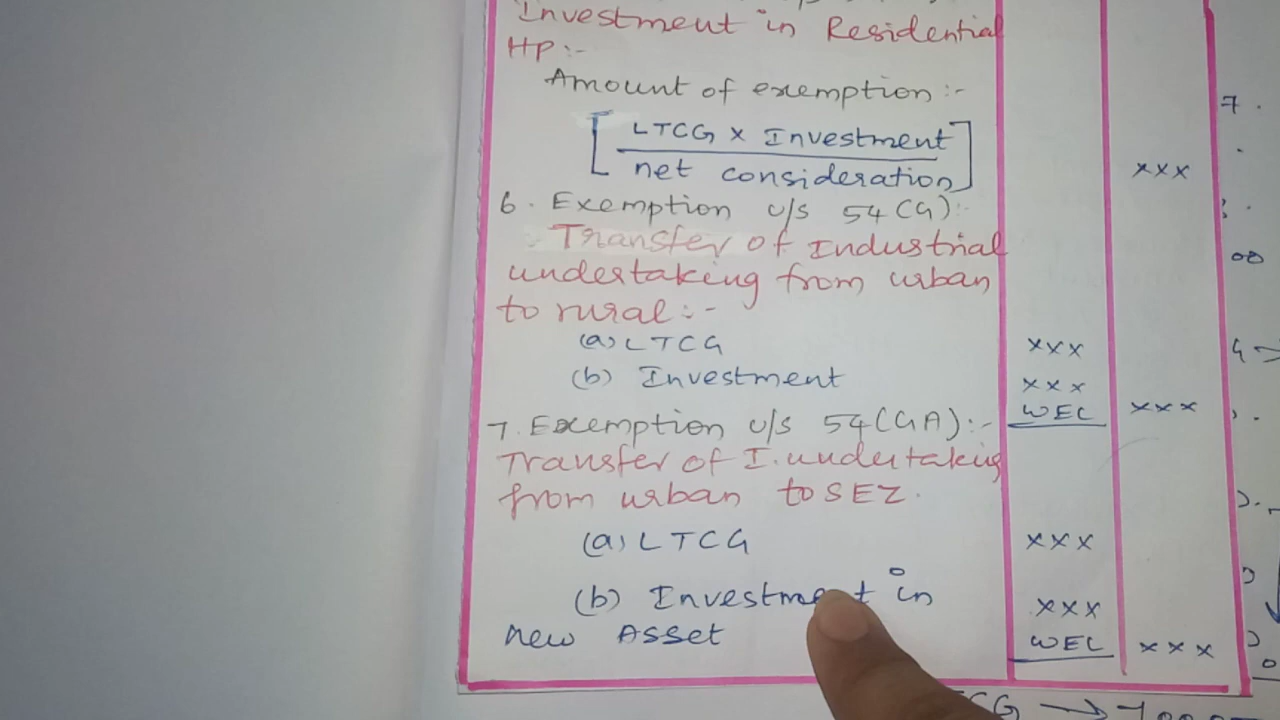 Investment in Residential
HP:-
Amount of exemption :-
LTCG x Investment
net consideration
xxx
6. Exemption u/s 54(G):-
Transfer of Industrial
undertaking from urban
to rural:-
(a) LTCG xxx
(b) Investment xxx
WEL xxx
7. Exemption u/s 54(GA):-
Transfer of I. undertaking
from urban to SEZ.
(a) LTCG xxx
(b) Investment in xxx
new Asset WEL xxx